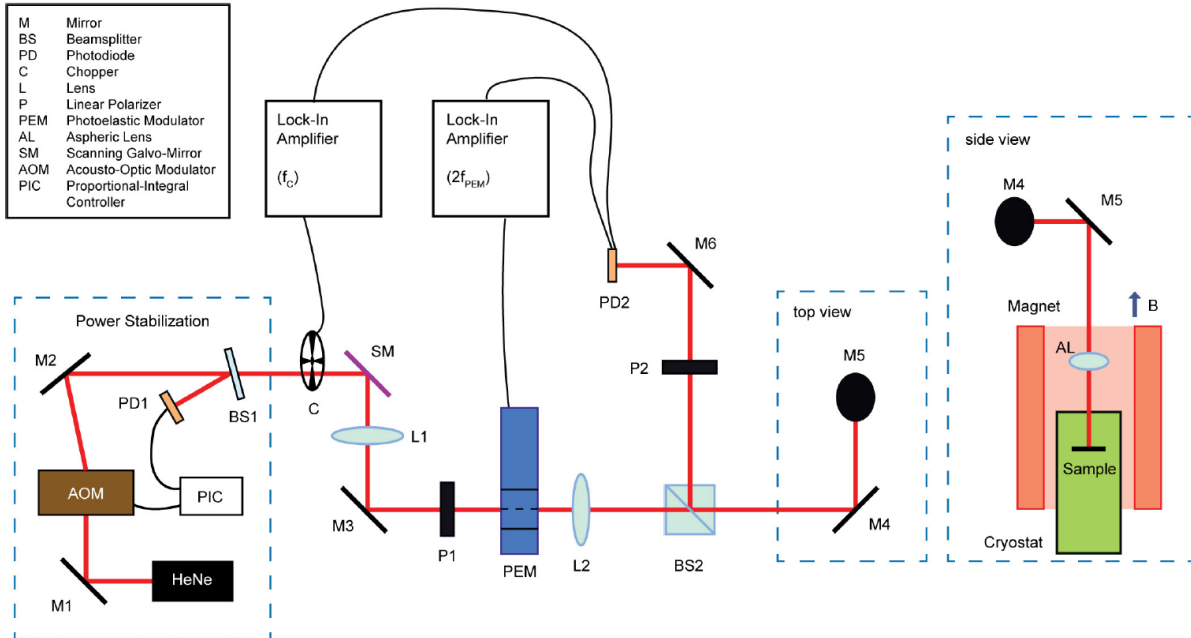 M Mirror
BS Beamsplitter
PD Photodiode
C Chopper
L Lens
P Linear Polarizer
PEM Photoelastic Modulator
AL Aspheric Lens
SM Scanning Galvo-Mirror
AOM Acousto-Optic Modulator
PIC Proportional-Integral
Controller
Lock-In
Amplifier
(fC)
Lock-In
Amplifier
(2fPEM)
Power Stabilization
M2
PD1
BS1
AOM
PIC
M1
HeNe
C
SM
L1
M3
P1
PEM
L2
BS2
P2
PD2
M6
top view
M5
M4
side view
M4
M5
Magnet
B
AL
Sample
Cryostat